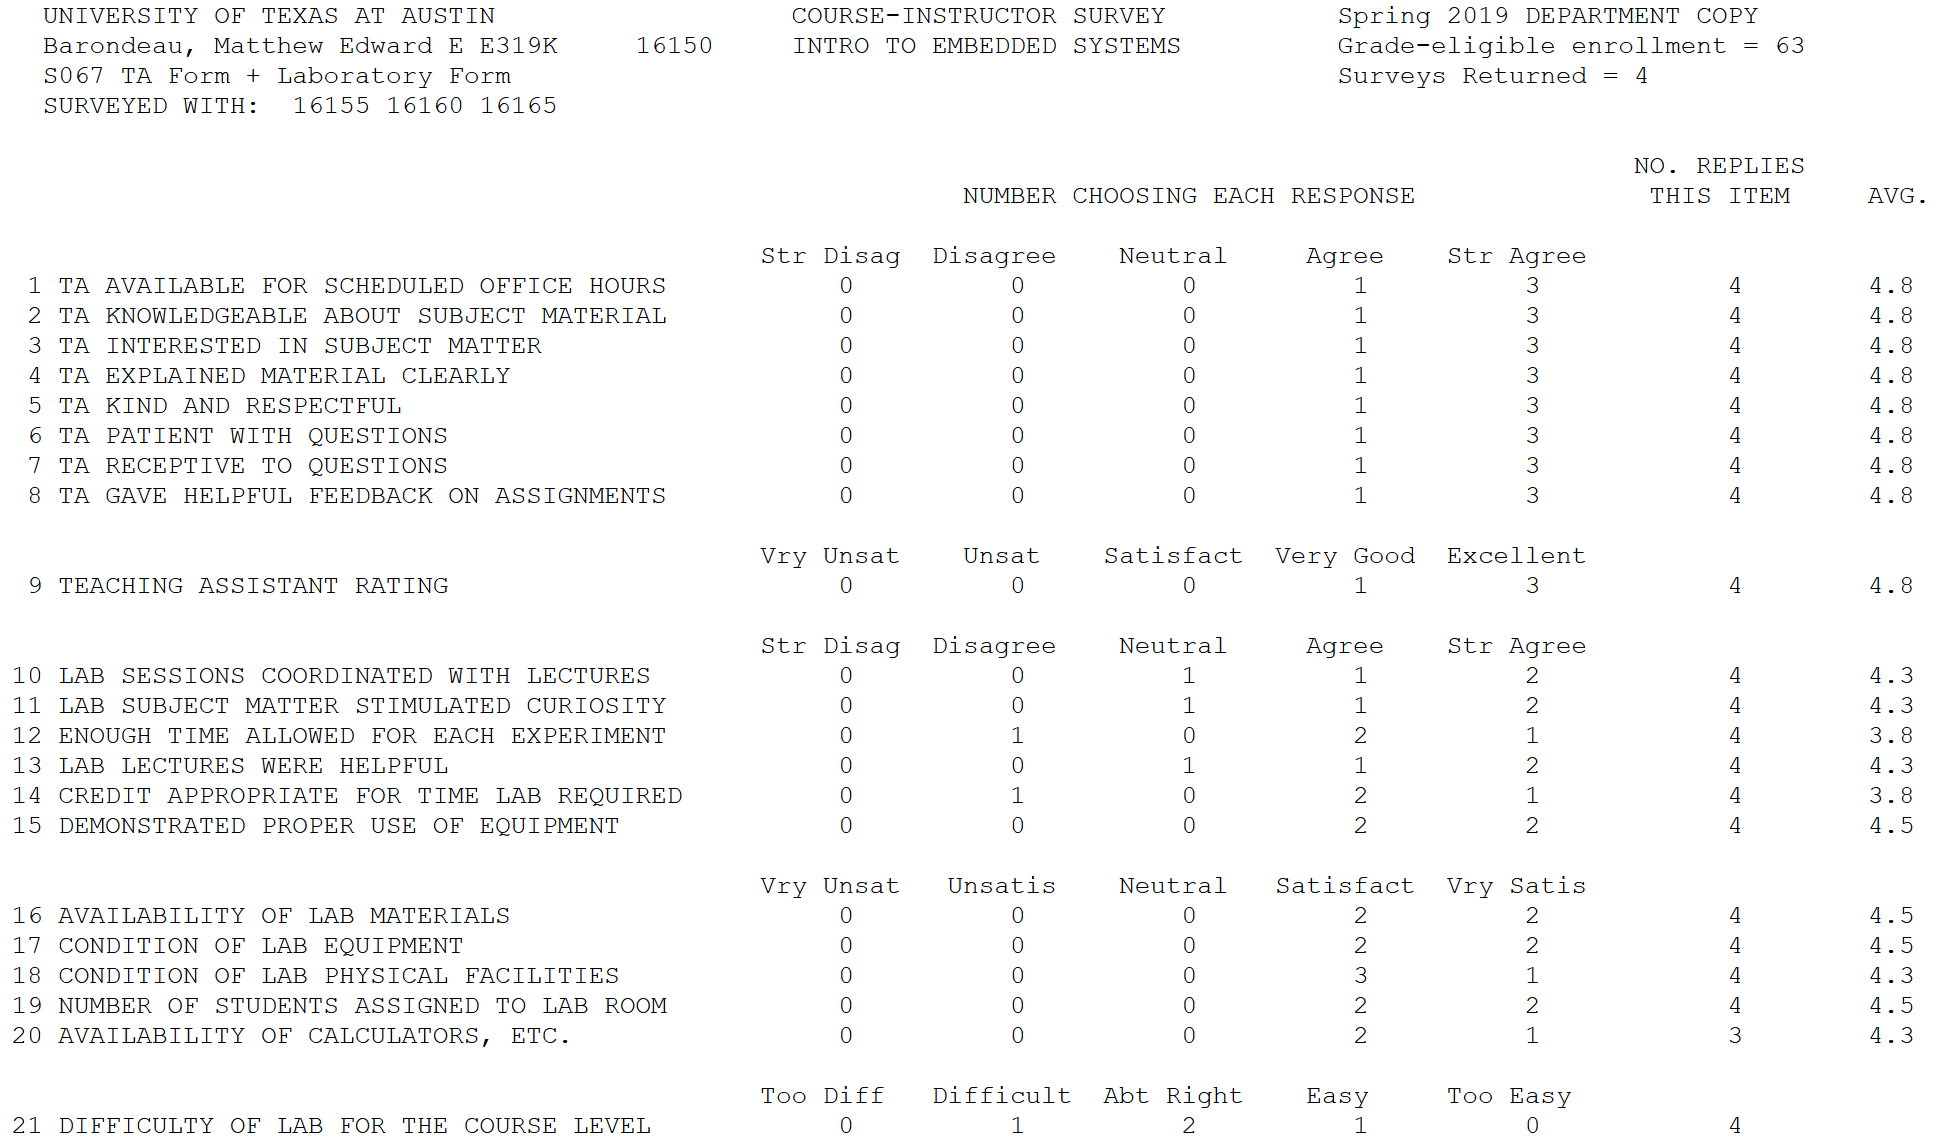 UNIVERSITY OF TEXAS AT AUSTIN COURSE-INSTRUCTOR SURVEY Spring 2019 DEPARTMENT COPY
Barondeau, Matthew Edward E E319K 16150 INTRO TO EMBEDDED SYSTEMS Grade-eligible enrollment = 63
S067 TA Form + Laboratory Form Surveys Returned = 4
SURVEYED WITH: 16155 16160 16165
NO. REPLIES
NUMBER CHOOSING EACH RESPONSE THIS ITEM AVG.
Str Disag Disagree Neutral Agree Str Agree
1 TA AVAILABLE FOR SCHEDULED OFFICE HOURS 0 0 0 1 3 4 4.8
2 TA KNOWLEDGEABLE ABOUT SUBJECT MATERIAL 0 0 0 1 3 4 4.8
3 TA INTERESTED IN SUBJECT MATTER 0 0 0 1 3 4 4.8
4 TA EXPLAINED MATERIAL CLEARLY 0 0 0 1 3 4 4.8
5 TA KIND AND RESPECTFUL 0 0 0 1 3 4 4.8
6 TA PATIENT WITH QUESTIONS 0 0 0 1 3 4 4.8
7 TA RECEPTIVE TO QUESTIONS 0 0 0 1 3 4 4.8
8 TA GAVE HELPFUL FEEDBACK ON ASSIGNMENTS 0 0 0 1 3 4 4.8
Vry Unsat Unsat Satisfact Very Good Excellent
9 TEACHING ASSISTANT RATING 0 0 0 1 3 4 4.8
Str Disag Disagree Neutral Agree Str Agree
10 LAB SESSIONS COORDINATED WITH LECTURES 0 0 1 1 2 4 4.3
11 LAB SUBJECT MATTER STIMULATED CURIOSITY 0 0 1 1 2 4 4.3
12 ENOUGH TIME ALLOWED FOR EACH EXPERIMENT 0 1 0 2 1 4 3.8
13 LAB LECTURES WERE HELPFUL 0 0 1 1 2 4 4.3
14 CREDIT APPROPRIATE FOR TIME LAB REQUIRED 0 1 0 2 1 4 3.8
15 DEMONSTRATED PROPER USE OF EQUIPMENT 0 0 0 2 2 4 4.5
Vry Unsat Unsatis Neutral Satisfact Vry Satis
16 AVAILABILITY OF LAB MATERIALS 0 0 0 2 2 4 4.5
17 CONDITION OF LAB EQUIPMENT 0 0 0 2 2 4 4.5
18 CONDITION OF LAB PHYSICAL FACILITIES 0 0 0 3 1 4 4.3
19 NUMBER OF STUDENTS ASSIGNED TO LAB ROOM 0 0 0 2 2 4 4.5
20 AVAILABILITY OF CALCULATORS, ETC. 0 0 0 2 1 3 4.3
Too Diff Difficult Abt Right Easy Too Easy
21 DIFFICULTY OF LAB FOR THE COURSE LEVEL 0 1 2 1 0 4